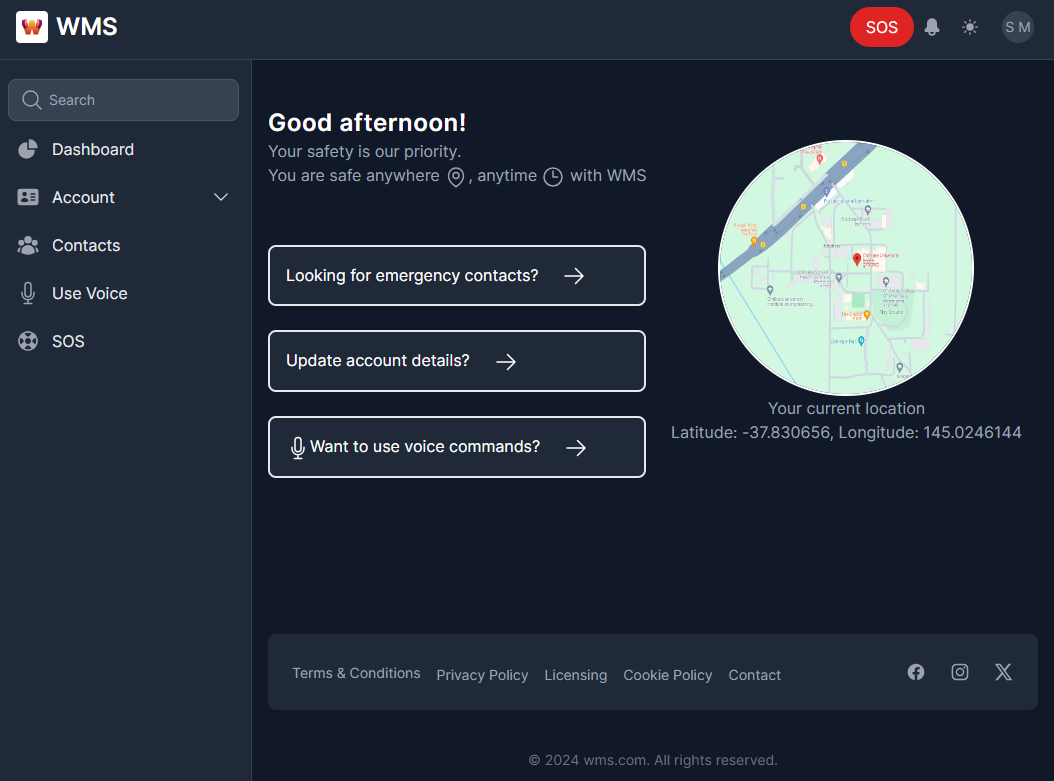 WMS
SOS
S M
Search
Dashboard
Account
Contacts
Use Voice
SOS
Good afternoon!
Your safety is our priority.
You are safe anywhere , anytime with WMS
Looking for emergency contacts?
Update account details?
Want to use voice commands?
Chitkara University
Your current location
Latitude: -37.830656, Longitude: 145.0246144
Terms & Conditions Privacy Policy Licensing Cookie Policy Contact
© 2024 wms.com. All rights reserved.